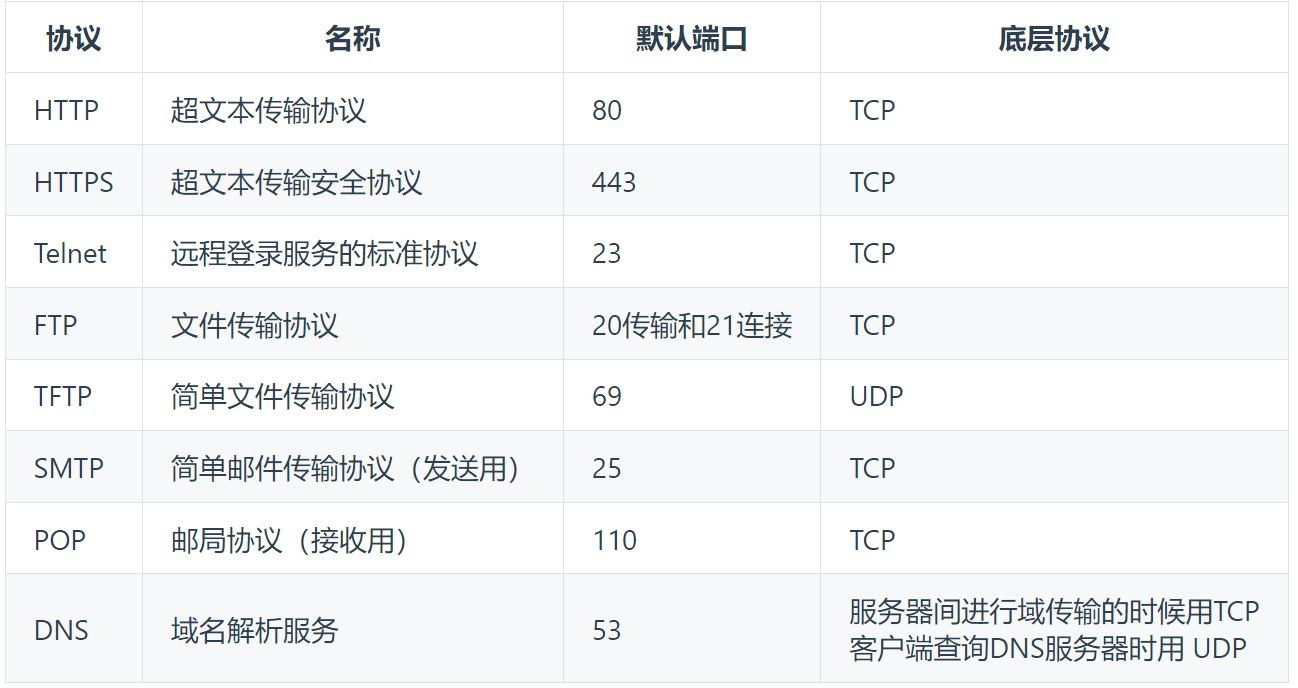 协议 名称 默认端口 底层协议
HTTP 超文本传输协议 80 TCP
HTTPS 超文本传输安全协议 443 TCP
Telnet 远程登录服务的标准协议 23 TCP
FTP 文件传输协议 20传输和21连接 TCP
TFTP 简单文件传输协议 69 UDP
SMTP 简单邮件传输协议（发送用） 25 TCP
POP 邮局协议（接收用） 110 TCP
DNS 域名解析服务 53 服务器间进行域传输的时候用TCP
客户端查询DNS服务器时用 UDP